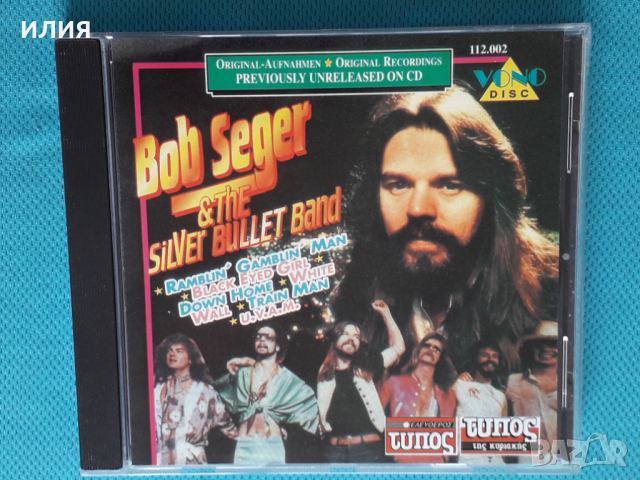 илия
ORIGINAL-AUFNAHMEN ★ ORIGINAL RECORDINGS
PREVIOUSLY UNRELEASED ON CD
112.002
VONO
DISC
Bob Seger
& THE
SiLVER BULLET Band
★ RAMBLIN' GAMBLIN' MAN
★ BLACK EYED GIRL ★
DOWN HOME ★ WHITE
WALL ★ TRAIN MAN
★ U.V.A.M.
ΕΛΕΥΘΕΡΟΣ
τυπος
τυπος
της κυριακης
BAZAR